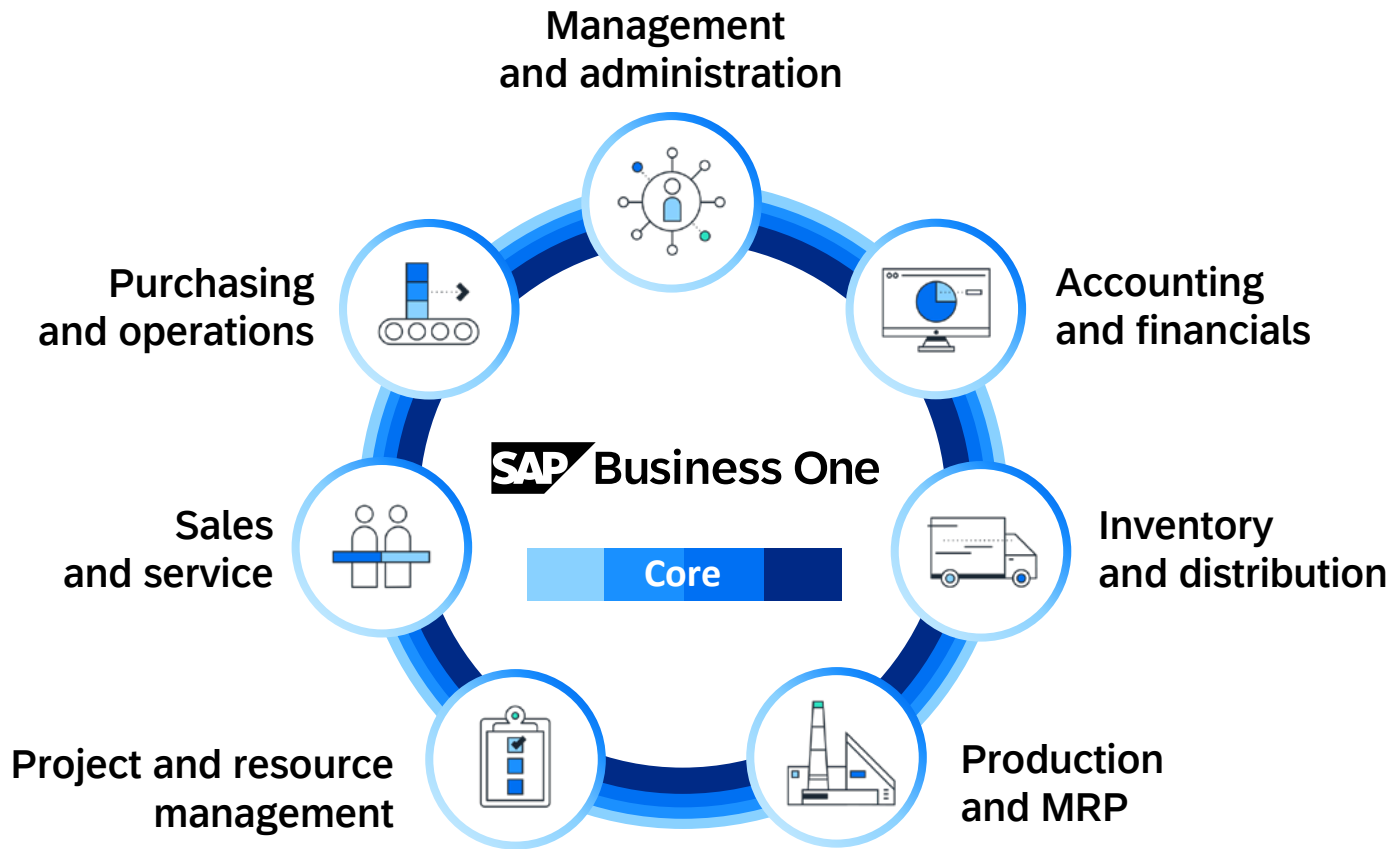 Management
and administration
Purchasing
and operations
Accounting
and financials
SAP Business One
Core
Sales
and service
Inventory
and distribution
Project and resource
management
Production
and MRP